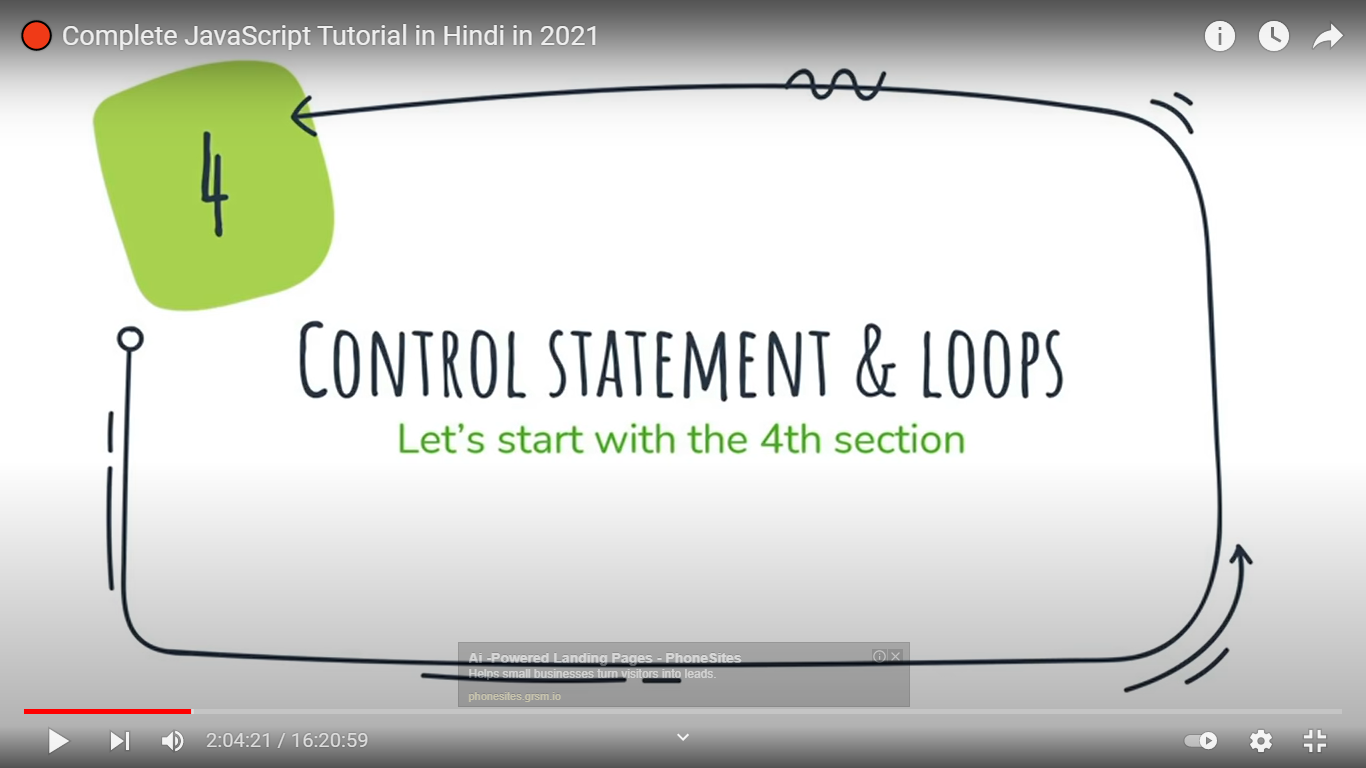 Complete JavaScript Tutorial in Hindi in 2021
4
Control statement & loops
Let's start with the 4th section
Ai -Powered Landing Pages - PhoneSites
Helps small businesses turn visitors into leads.
phonesites.grsm.io
2:04:21 / 16:20:59